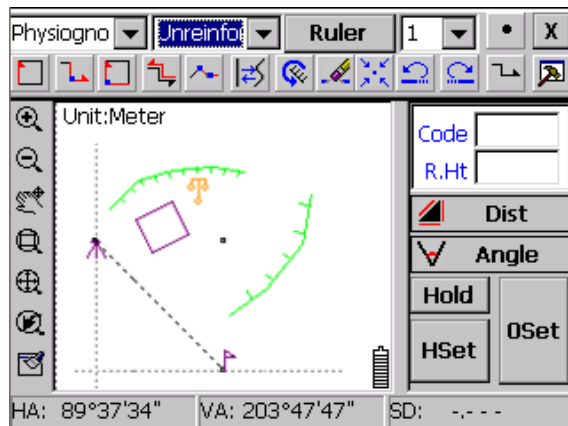 Physiogno Unreinfo Ruler 1 • X
Unit:Meter
Code
R.Ht
Dist
Angle
Hold
HSet
0Set
HA: 89°37'34" VA: 203°47'47" SD: -.- - -